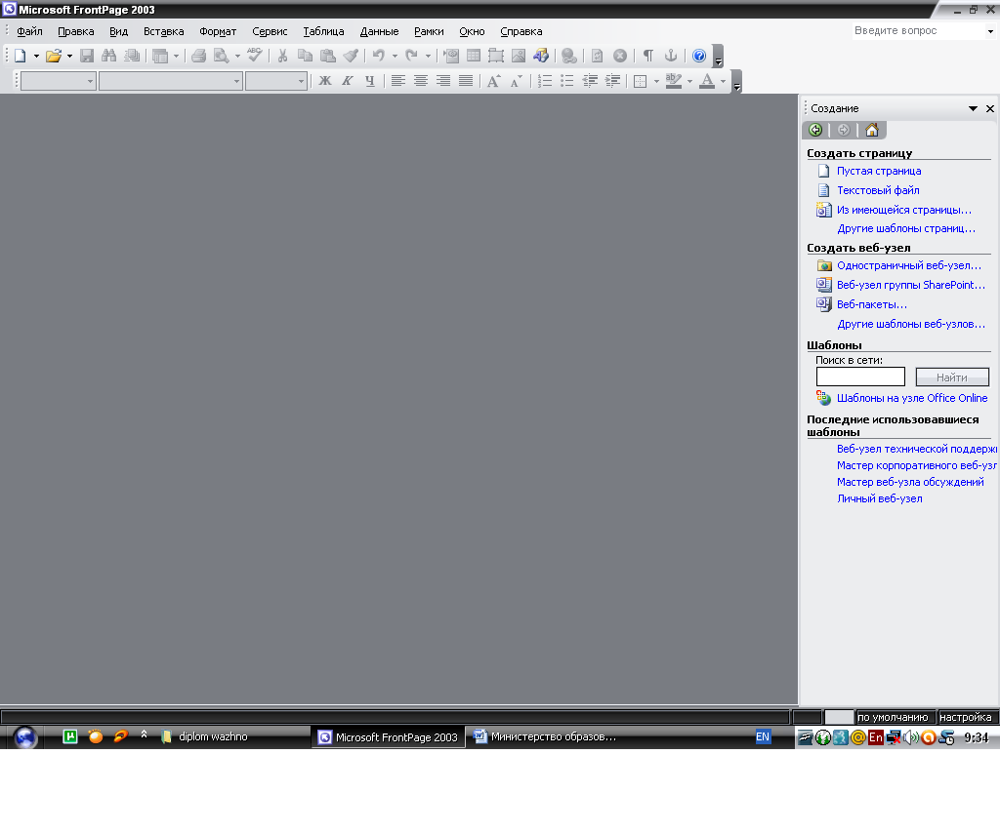 Microsoft FrontPage 2003
Файл Правка Вид Вставка Формат Сервис Таблица Данные Рамки Окно Справка Введите вопрос
Ж К Ч
Создание
Создать страницу
Пустая страница
Текстовый файл
Из имеющейся страницы...
Другие шаблоны страниц...
Создать веб-узел
Одностраничный веб-узел...
Веб-узел группы SharePoint...
Веб-пакеты...
Другие шаблоны веб-узлов...
Шаблоны
Поиск в сети:
Найти
Шаблоны на узле Office Online
Последние использовавшиеся
шаблоны
Веб-узел технической поддержк
Мастер корпоративного веб-узл
Мастер веб-узла обсуждений
Личный веб-узел
по умолчанию настройка
diplom wazhno Microsoft FrontPage 2003 Министерство образов... EN En 9:34